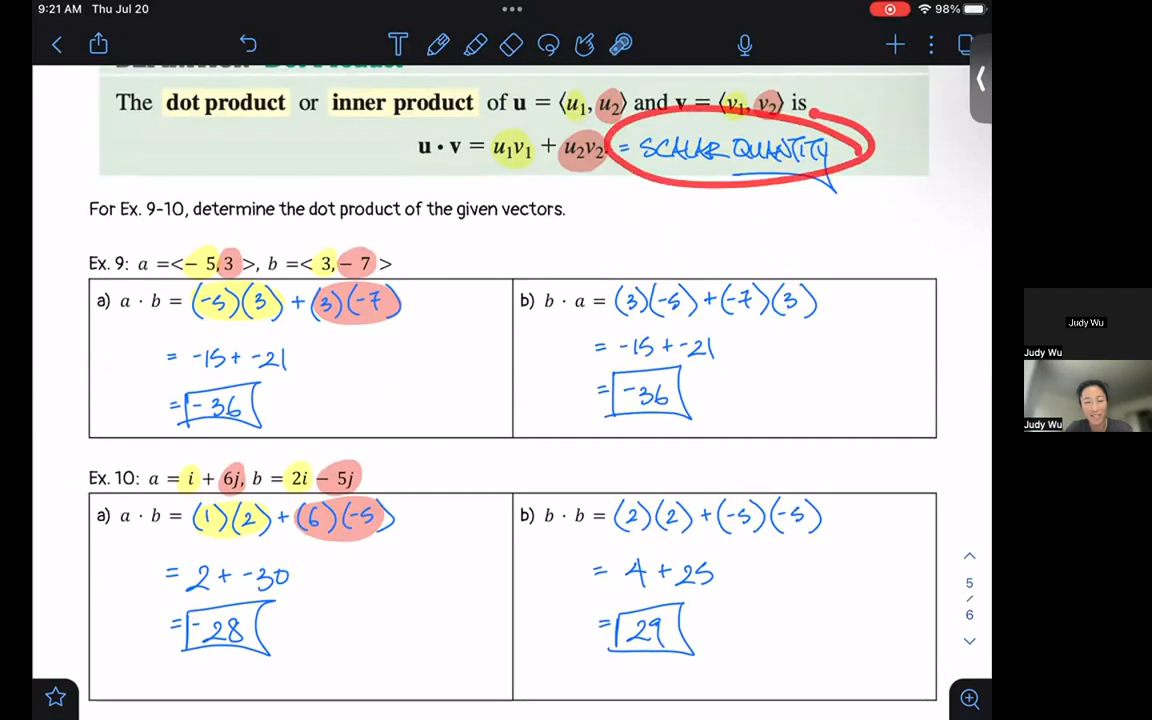 9:21 AM Thu Jul 20
98%
The dot product or inner product of u = ⟨u₁, u₂⟩ and v = ⟨v₁, v₂⟩ is
u · v = u₁v₁ + u₂v₂. = SCALAR QUANTITY
For Ex. 9-10, determine the dot product of the given vectors.
Ex. 9: a =<− 5, 3 >, b =< 3, − 7 >
a) a · b = (-5)(3) + (3)(-7)
= -15 + -21
= -36
b) b · a = (3)(-5) + (-7)(3)
= -15 + -21
= -36
Ex. 10: a = i + 6j, b = 2i − 5j
a) a · b = (1)(2) + (6)(-5)
= 2 + -30
= -28
b) b · b = (2)(2) + (-5)(-5)
= 4 + 25
= 29
5
/
6
Judy Wu
Judy Wu
Judy Wu